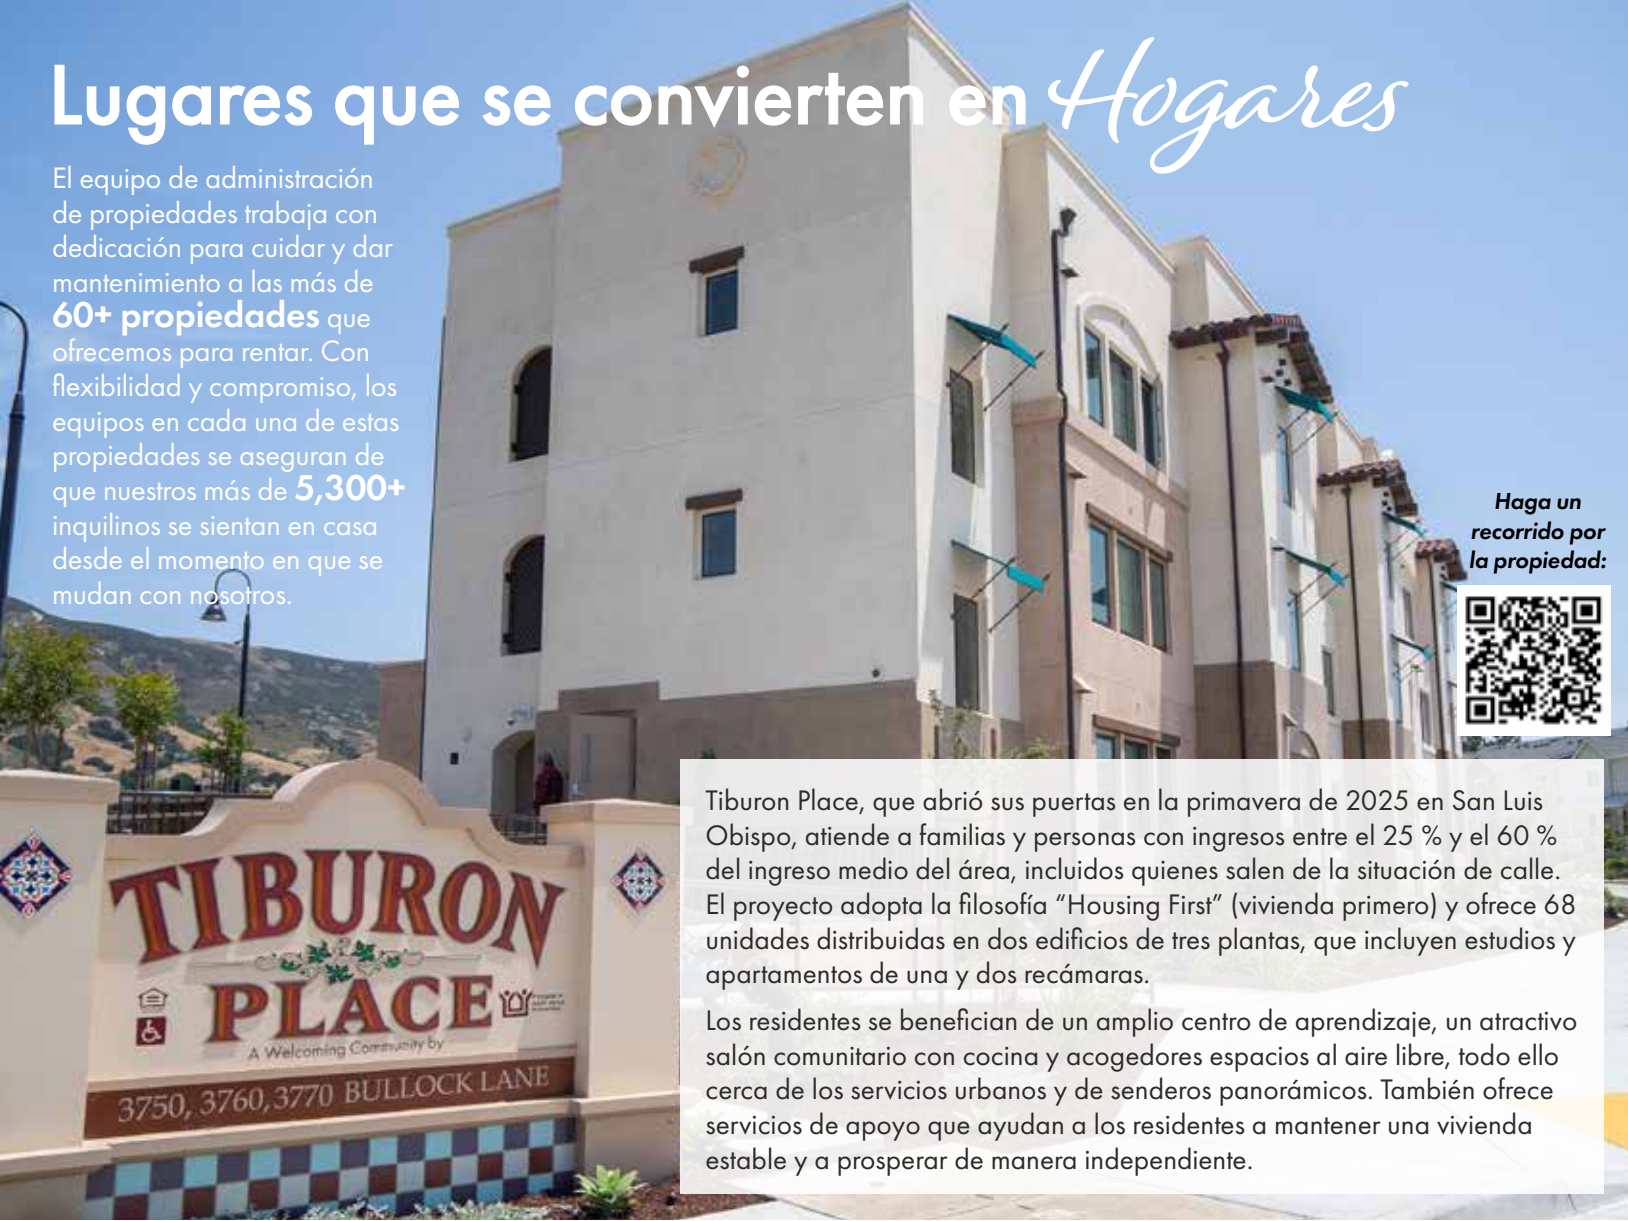 Lugares que se convierten en Hogares
El equipo de administración
de propiedades trabaja con
dedicación para cuidar y dar
mantenimiento a las más de
60+ propiedades que
ofrecemos para rentar. Con
flexibilidad y compromiso, los
equipos en cada una de estas
propiedades se aseguran de
que nuestros más de 5,300+
inquilinos se sientan en casa
desde el momento en que se
mudan con nosotros.
Haga un
recorrido por
la propiedad:
TIBURON
PLACE
A Welcoming Community by
3750, 3760, 3770 BULLOCK LANE
Tiburon Place, que abrió sus puertas en la primavera de 2025 en San Luis
Obispo, atiende a familias y personas con ingresos entre el 25 % y el 60 %
del ingreso medio del área, incluidos quienes salen de la situación de calle.
El proyecto adopta la filosofía “Housing First” (vivienda primero) y ofrece 68
unidades distribuidas en dos edificios de tres plantas, que incluyen estudios y
apartamentos de una y dos recámaras.
Los residentes se benefician de un amplio centro de aprendizaje, un atractivo
salón comunitario con cocina y acogedores espacios al aire libre, todo ello
cerca de los servicios urbanos y de senderos panorámicos. También ofrece
servicios de apoyo que ayudan a los residentes a mantener una vivienda
estable y a prosperar de manera independiente.